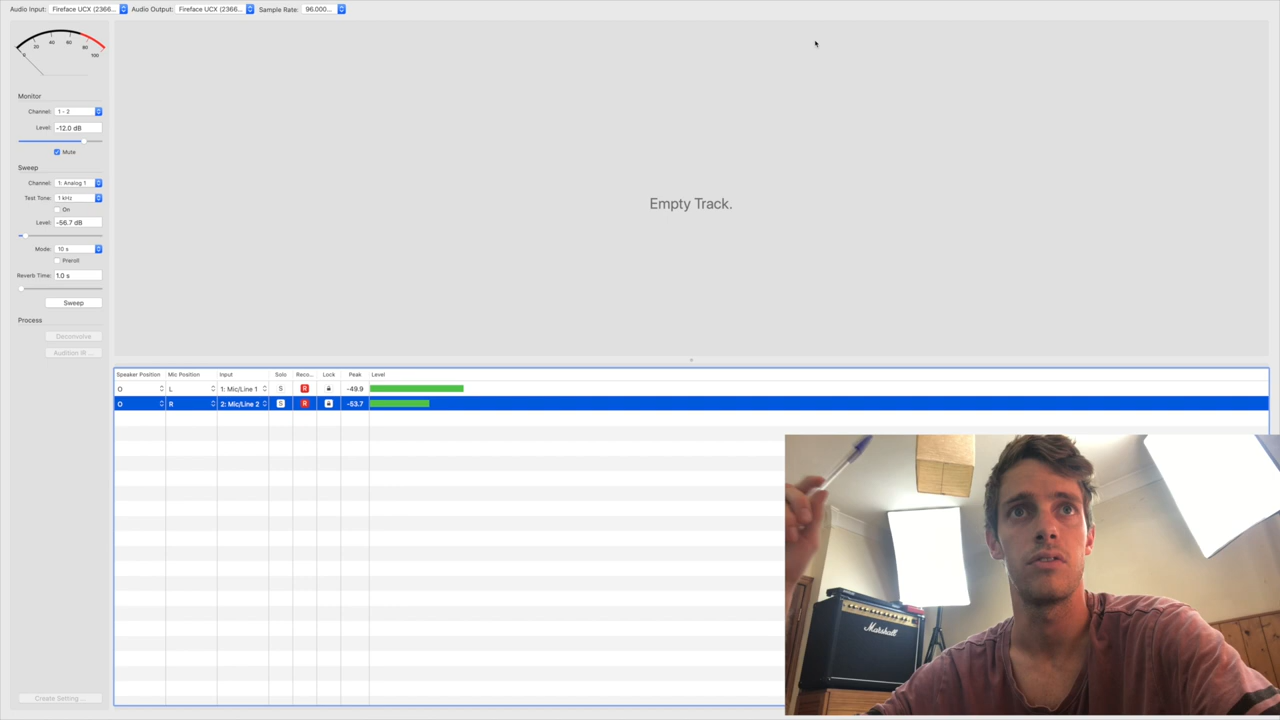 Audio Input: Fireface UCX (2366... Audio Output: Fireface UCX (2366... Sample Rate: 96.000...
0 20 40 60 80 100
Monitor
Channel: 1 - 2
Level: -12.0 dB
Mute
Sweep
Channel: 1: Analog 1
Test Tone: 1 kHz
On
Level: -56.7 dB
Mode: 10 s
Preroll
Reverb Time: 1.0 s
Sweep
Process
Deconvolve
Audition IR ...
Create Setting ...
Empty Track.
Speaker Position Mic Position Input Solo Reco... Lock Peak Level
O L 1: Mic/Line 1 S R -49.9
O R 2: Mic/Line 2 S R -53.7
Marshall